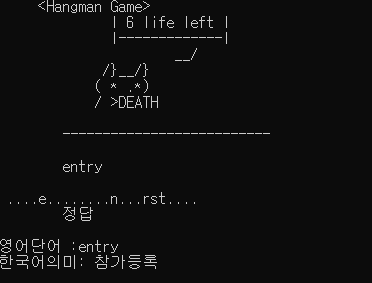 <Hangman Game>
| 6 life left |
|-------------|
__/
/}__/}
( * .*)
/ >DEATH
--------------------------
entry
....e........n...rst....
정답
영어단어 :entry
한국어의미: 참가등록